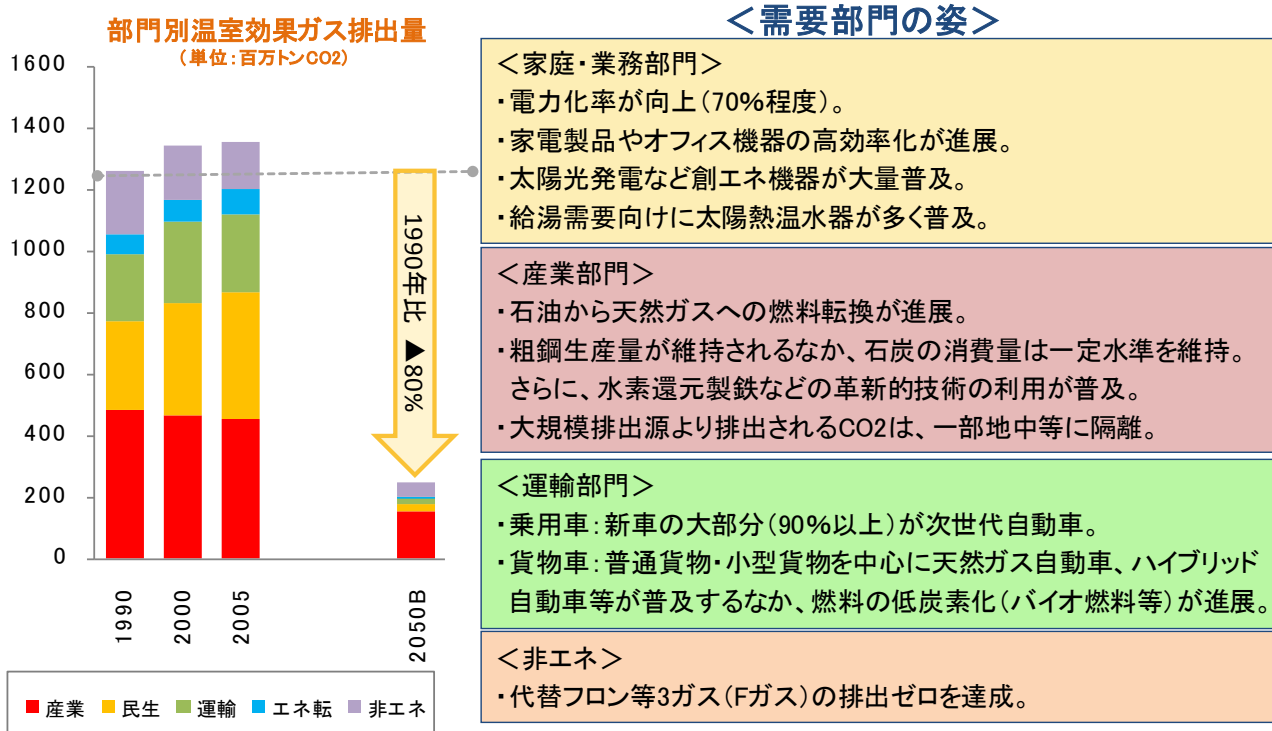 部門別温室効果ガス排出量
(単位:百万トンCO2)
1600
1400
1200
1000
800
600
400
200
0
1990
2000
2005
2050B
1990年比 ▲80%
産業 民生 運輸 エネ転 非エネ
＜需要部門の姿＞
＜家庭・業務部門＞
・電力化率が向上(70%程度)。
・家電製品やオフィス機器の高効率化が進展。
・太陽光発電など創エネ機器が大量普及。
・給湯需要向けに太陽熱温水器が多く普及。
＜産業部門＞
・石油から天然ガスへの燃料転換が進展。
・粗鋼生産量が維持されるなか、石炭の消費量は一定水準を維持。
さらに、水素還元製鉄などの革新的技術の利用が普及。
・大規模排出源より排出されるCO2は、一部地中等に隔離。
＜運輸部門＞
・乗用車:新車の大部分(90%以上)が次世代自動車。
・貨物車:普通貨物・小型貨物を中心に天然ガス自動車、ハイブリッド
自動車等が普及するなか、燃料の低炭素化(バイオ燃料等)が進展。
＜非エネ＞
・代替フロン等3ガス(Fガス)の排出ゼロを達成。